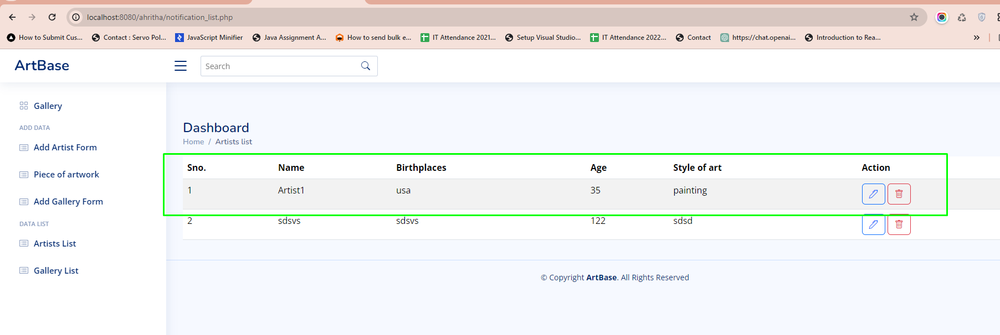 localhost:8080/ahritha/notification_list.php
How to Submit Cus... Contact : Servo Pol... JavaScript Minifier Java Assignment A... How to send bulk e... IT Attendance 2021... Setup Visual Studio... IT Attendance 2022... Contact https://chat.openai... Introduction to Rea... »
ArtBase
Search
Gallery
ADD DATA
Add Artist Form
Piece of artwork
Add Gallery Form
DATA LIST
Artists List
Gallery List
Dashboard
Home / Artists list
Sno. Name Birthplaces Age Style of art Action
1 Artist1 usa 35 painting
2 sdsvs sdsvs 122 sdsd
© Copyright ArtBase. All Rights Reserved